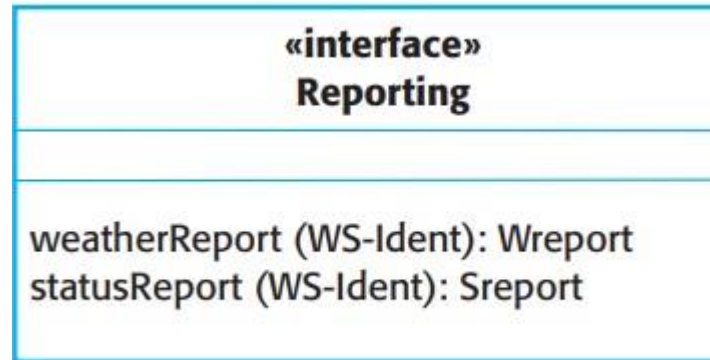 «interface»
Reporting
weatherReport (WS-Ident): Wreport
statusReport (WS-Ident): Sreport